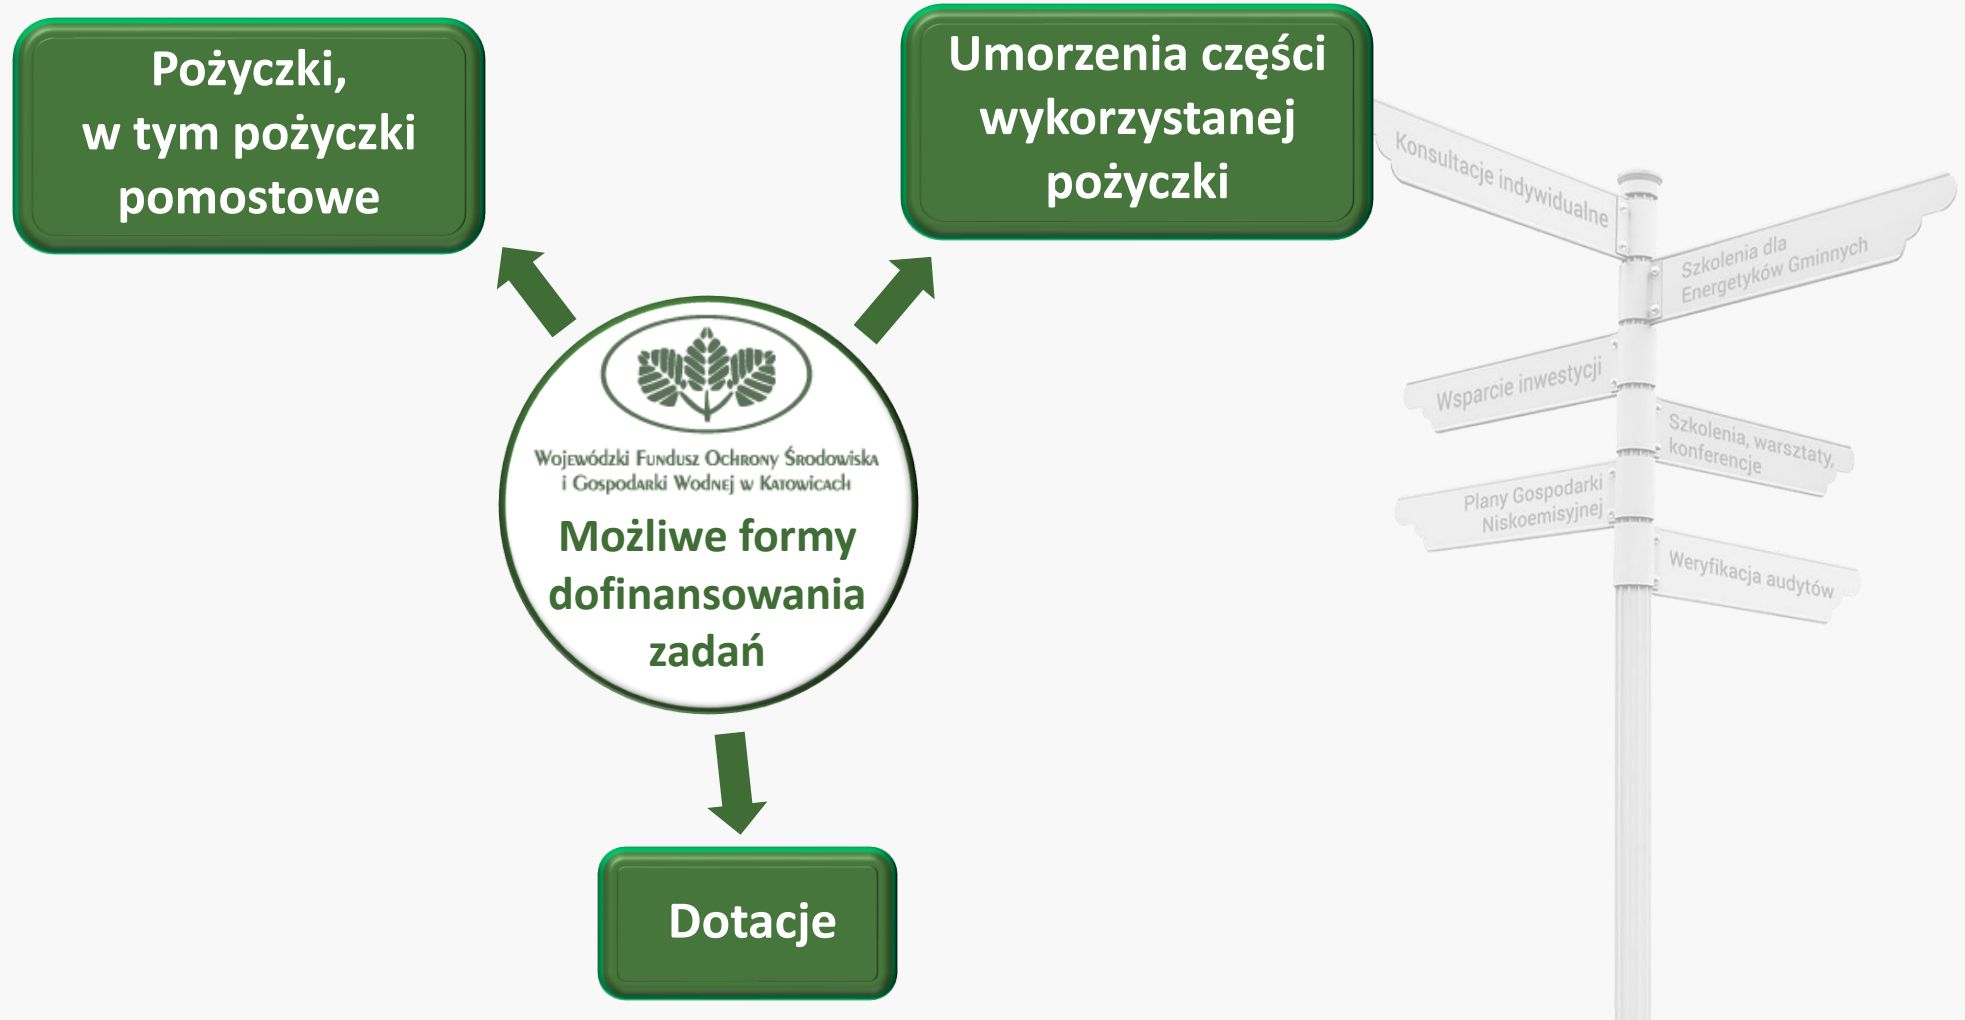 Pożyczki,
w tym pożyczki
pomostowe
Umorzenia części
wykorzystanej
pożyczki
Wojewódzki Fundusz Ochrony Środowiska
i Gospodarki Wodnej w Katowicach
Możliwe formy
dofinansowania
zadań
Dotacje
Konsultacje indywidualne
Szkolenia dla
Energetyków Gminnych
Wsparcie inwestycji
Szkolenia, warsztaty,
konferencje
Plany Gospodarki
Niskoemisyjnej
Weryfikacja audytów